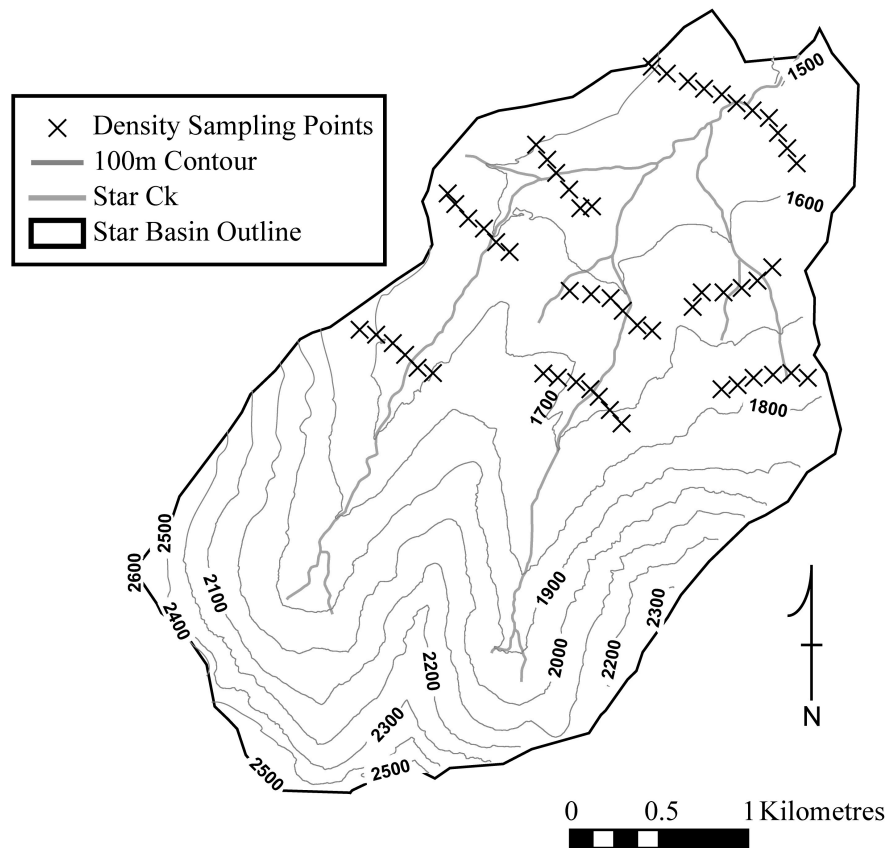 Density Sampling Points
100m Contour
Star Ck
Star Basin Outline
1500
1600
1700
1800
2500
2600
2100
2400
1900
2300
2000
2200
2200
2300
2500
2500
N
0 0.5 1 Kilometres